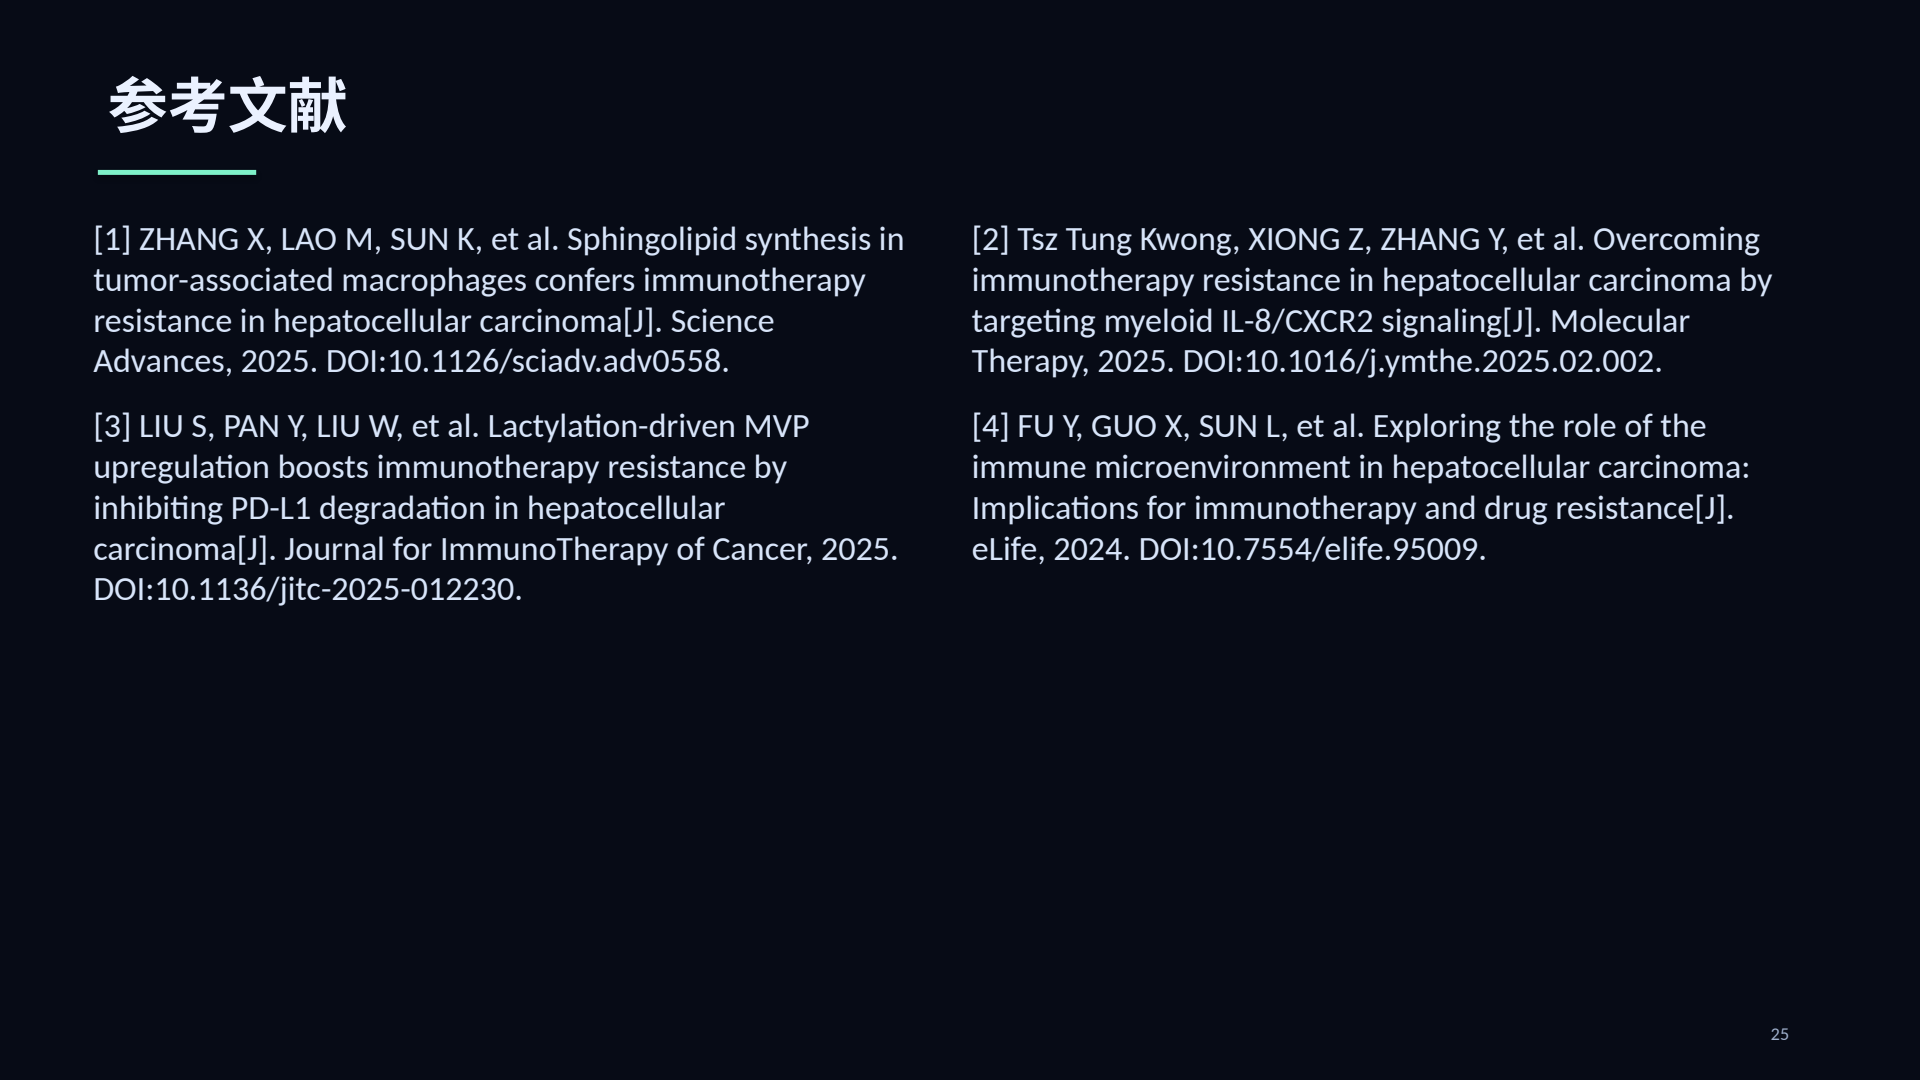 参考文献
[1] ZHANG X, LAO M, SUN K, et al. Sphingolipid synthesis in
tumor-associated macrophages confers immunotherapy
resistance in hepatocellular carcinoma[J]. Science
Advances, 2025. DOI:10.1126/sciadv.adv0558.
[2] Tsz Tung Kwong, XIONG Z, ZHANG Y, et al. Overcoming
immunotherapy resistance in hepatocellular carcinoma by
targeting myeloid IL-8/CXCR2 signaling[J]. Molecular
Therapy, 2025. DOI:10.1016/j.ymthe.2025.02.002.
[3] LIU S, PAN Y, LIU W, et al. Lactylation-driven MVP
upregulation boosts immunotherapy resistance by
inhibiting PD-L1 degradation in hepatocellular
carcinoma[J]. Journal for ImmunoTherapy of Cancer, 2025.
DOI:10.1136/jitc-2025-012230.
[4] FU Y, GUO X, SUN L, et al. Exploring the role of the
immune microenvironment in hepatocellular carcinoma:
Implications for immunotherapy and drug resistance[J].
eLife, 2024. DOI:10.7554/elife.95009.
25